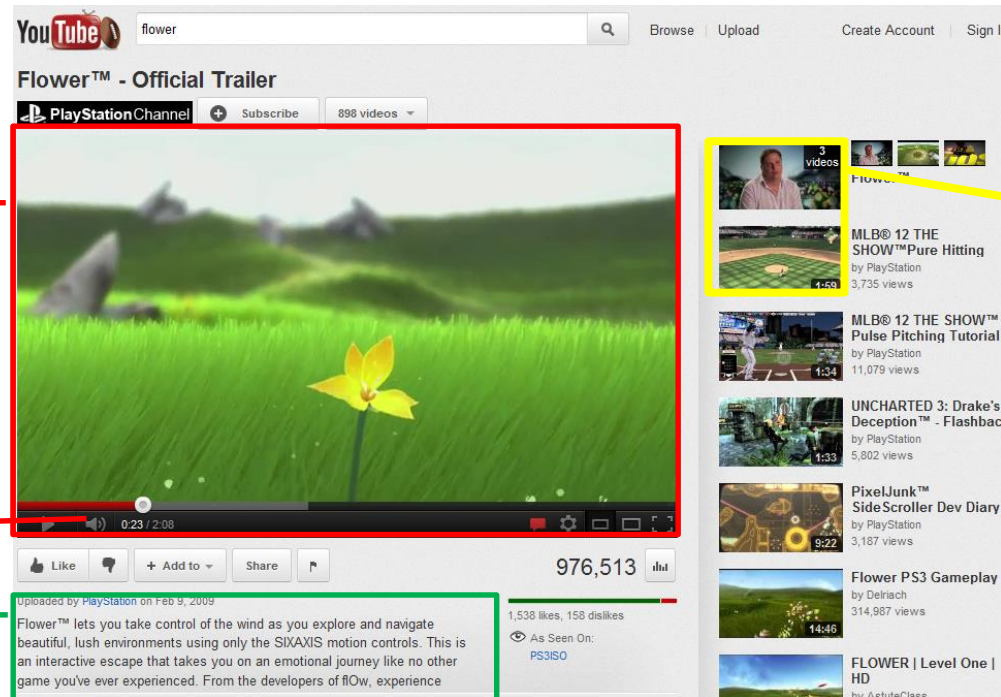 YouTube
flower
Browse Upload Create Account Sign I
Flower™ - Official Trailer
PlayStation Channel Subscribe 898 videos
0:23 / 2:08
Like Add to Share
976,513
Uploaded by PlayStation on Feb 9, 2009
Flower™ lets you take control of the wind as you explore and navigate
beautiful, lush environments using only the SIXAXIS motion controls. This is
an interactive escape that takes you on an emotional journey like no other
game you've ever experienced. From the developers of flOw, experience
1,538 likes, 158 dislikes
As Seen On:
PS3ISO
3
videos
Flower™
MLB® 12 THE
SHOW™Pure Hitting
by PlayStation
3,735 views
1:59
MLB® 12 THE SHOW™
Pulse Pitching Tutorial
by PlayStation
11,079 views
1:34
UNCHARTED 3: Drake's
Deception™ - Flashbac
by PlayStation
5,802 views
1:33
PixelJunk™
SideScroller Dev Diary
by PlayStation
3,187 views
9:22
Flower PS3 Gameplay
by Delriach
314,987 views
14:46
FLOWER | Level One |
HD
by AstuteClass